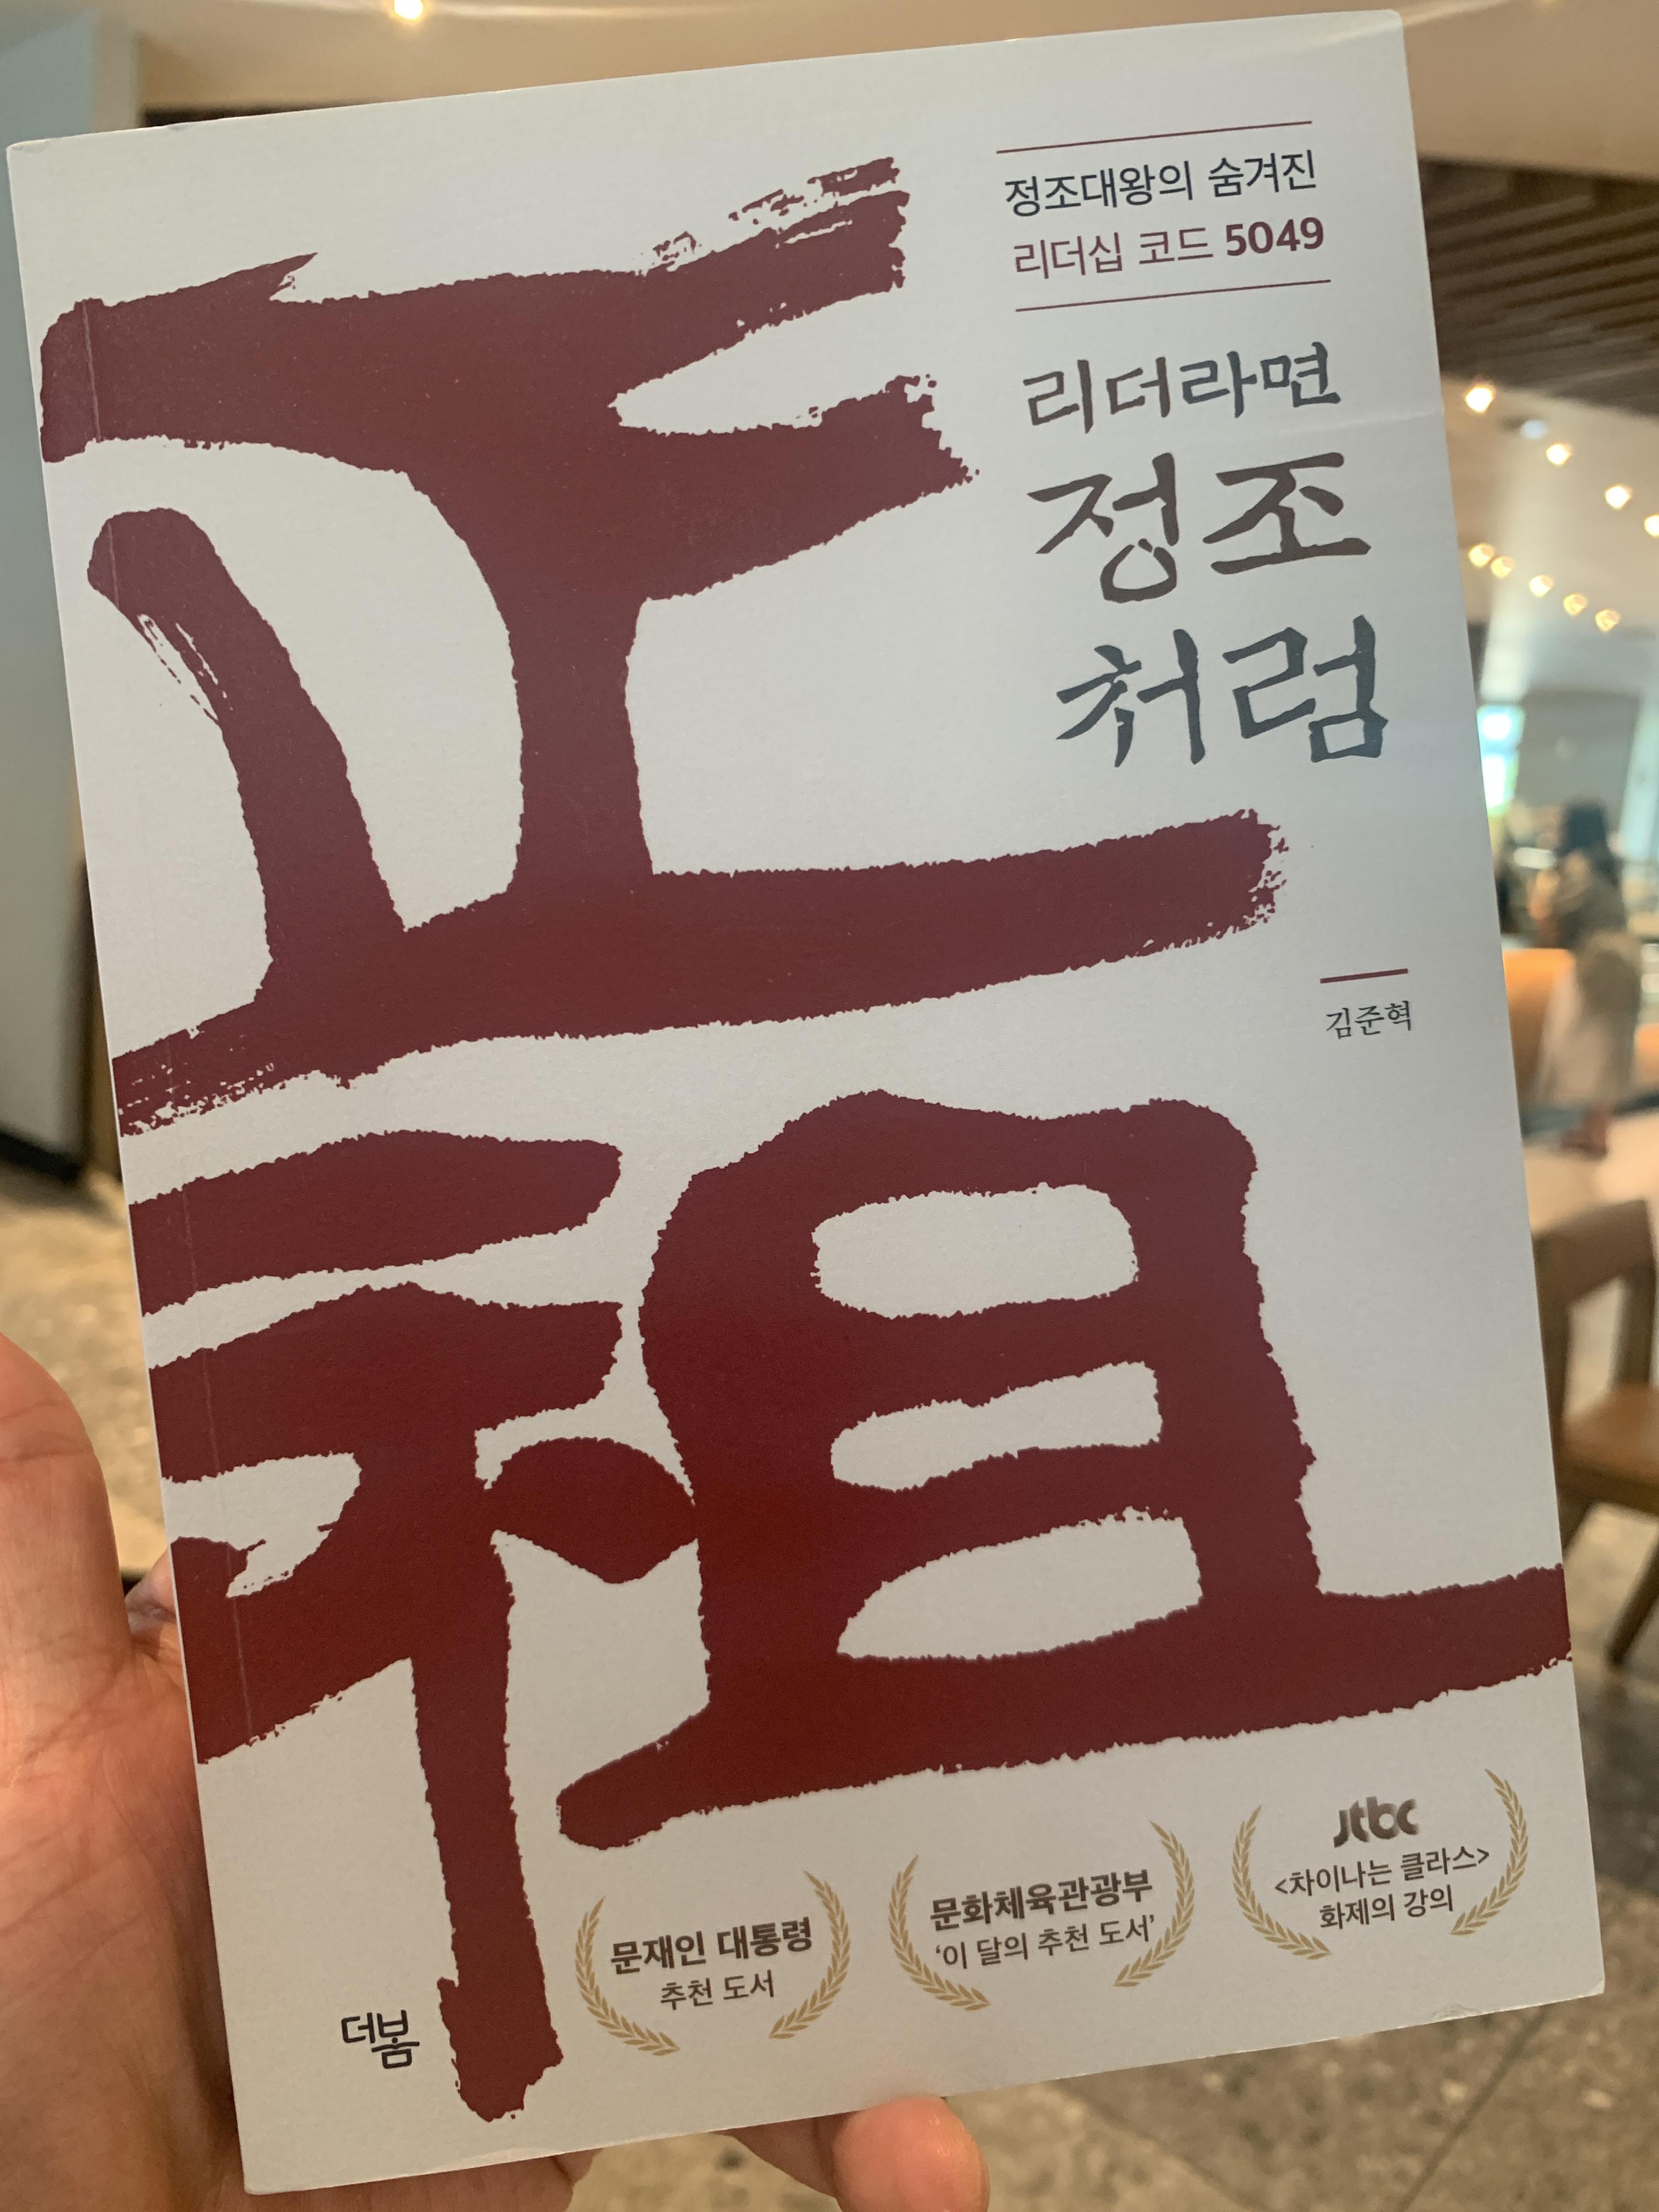 정조대왕의 숨겨진
리더십 코드 5049
리더라면
정조
처럼
김준혁
正
祖
문재인 대통령
추천 도서
문화체육관광부
'이 달의 추천 도서'
jtbc
<차이나는 클라스>
화제의 강의
더봄